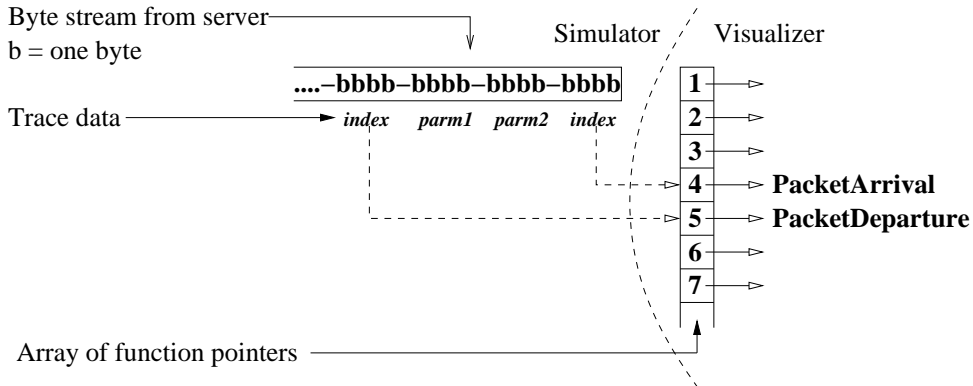 Byte stream from server
b = one byte
Simulator
Visualizer
....–bbbb–bbbb–bbbb–bbbb
Trace data
index parm1 parm2 index
1
2
3
4 PacketArrival
5 PacketDeparture
6
7
Array of function pointers